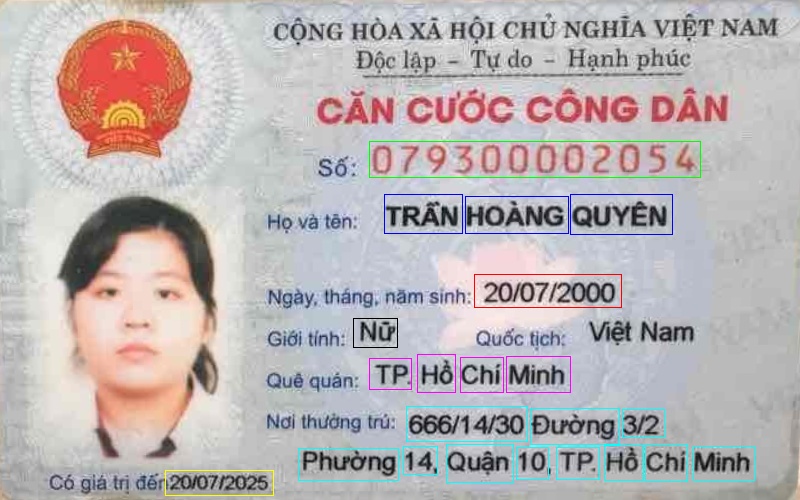 CỘNG HÒA XÃ HỘI CHỦ NGHĨA VIỆT NAM
Độc lập - Tự do - Hạnh phúc
CĂN CƯỚC CÔNG DÂN
Số: 079300002054
Họ và tên: TRẦN HOÀNG QUYÊN
Ngày, tháng, năm sinh: 20/07/2000
Giới tính: Nữ Quốc tịch: Việt Nam
Quê quán: TP. Hồ Chí Minh
Nơi thường trú: 666/14/30 Đường 3/2
Phường 14, Quận 10, TP. Hồ Chí Minh
Có giá trị đến 20/07/2025